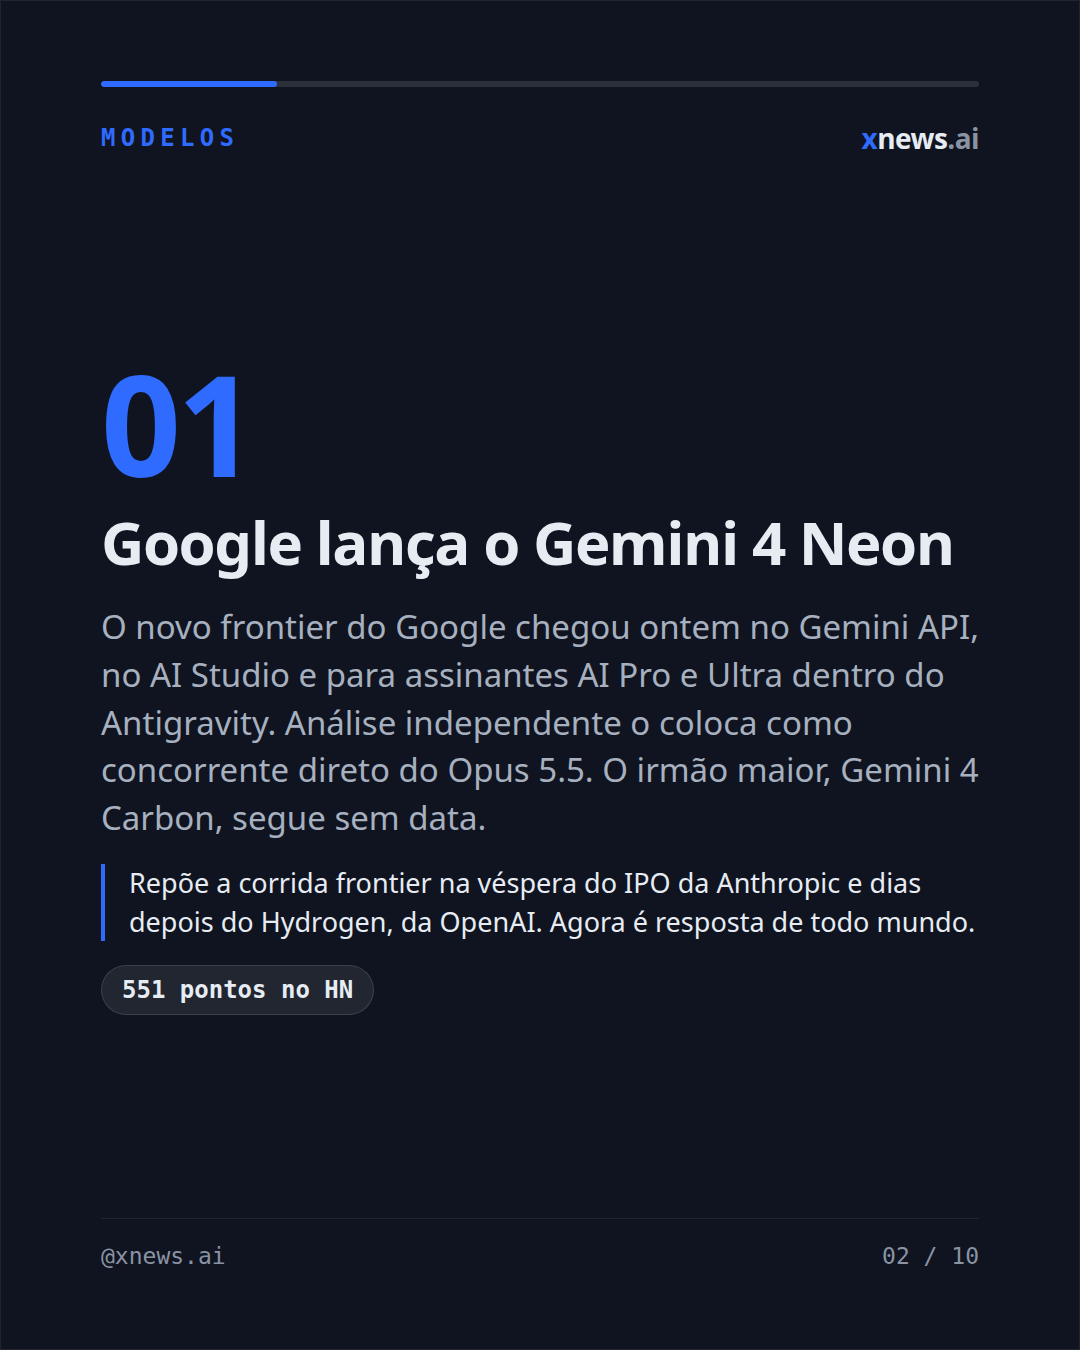 MODELOS
xnews.ai
01
Google lança o Gemini 4 Neon
O novo frontier do Google chegou ontem no Gemini API,
no AI Studio e para assinantes AI Pro e Ultra dentro do
Antigravity. Análise independente o coloca como
concorrente direto do Opus 5.5. O irmão maior, Gemini 4
Carbon, segue sem data.
Repõe a corrida frontier na véspera do IPO da Anthropic e dias
depois do Hydrogen, da OpenAI. Agora é resposta de todo mundo.
551 pontos no HN
@xnews.ai
02 / 10